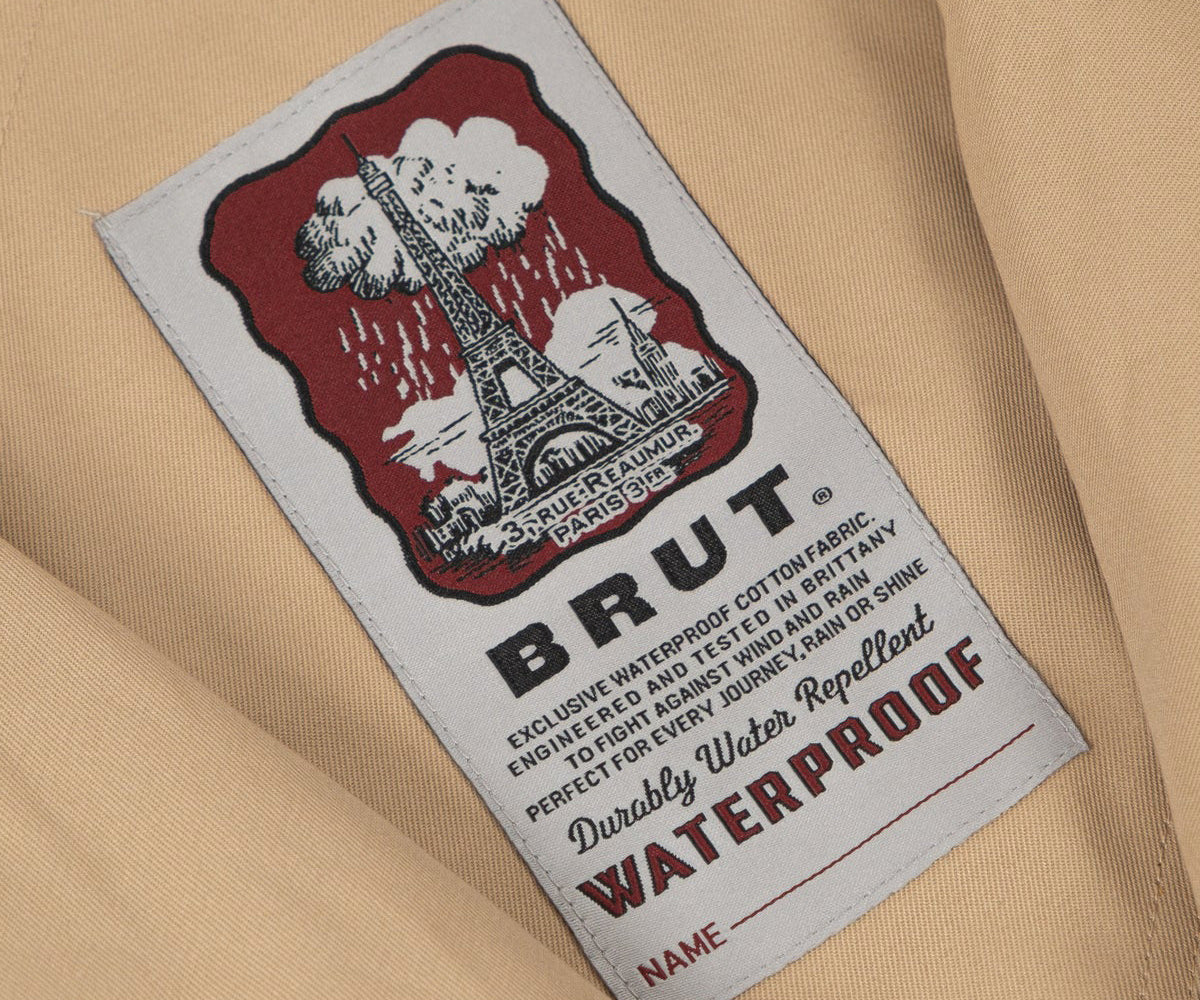 3, RUE REAUMUR.
PARIS 3FR
BRUT®
EXCLUSIVE WATERPROOF COTTON FABRIC.
ENGINEERED AND TESTED IN BRITTANY
TO FIGHT AGAINST WIND AND RAIN
PERFECT FOR EVERY JOURNEY, RAIN OR SHINE
Durably Water Repellent
WATERPROOF
NAME